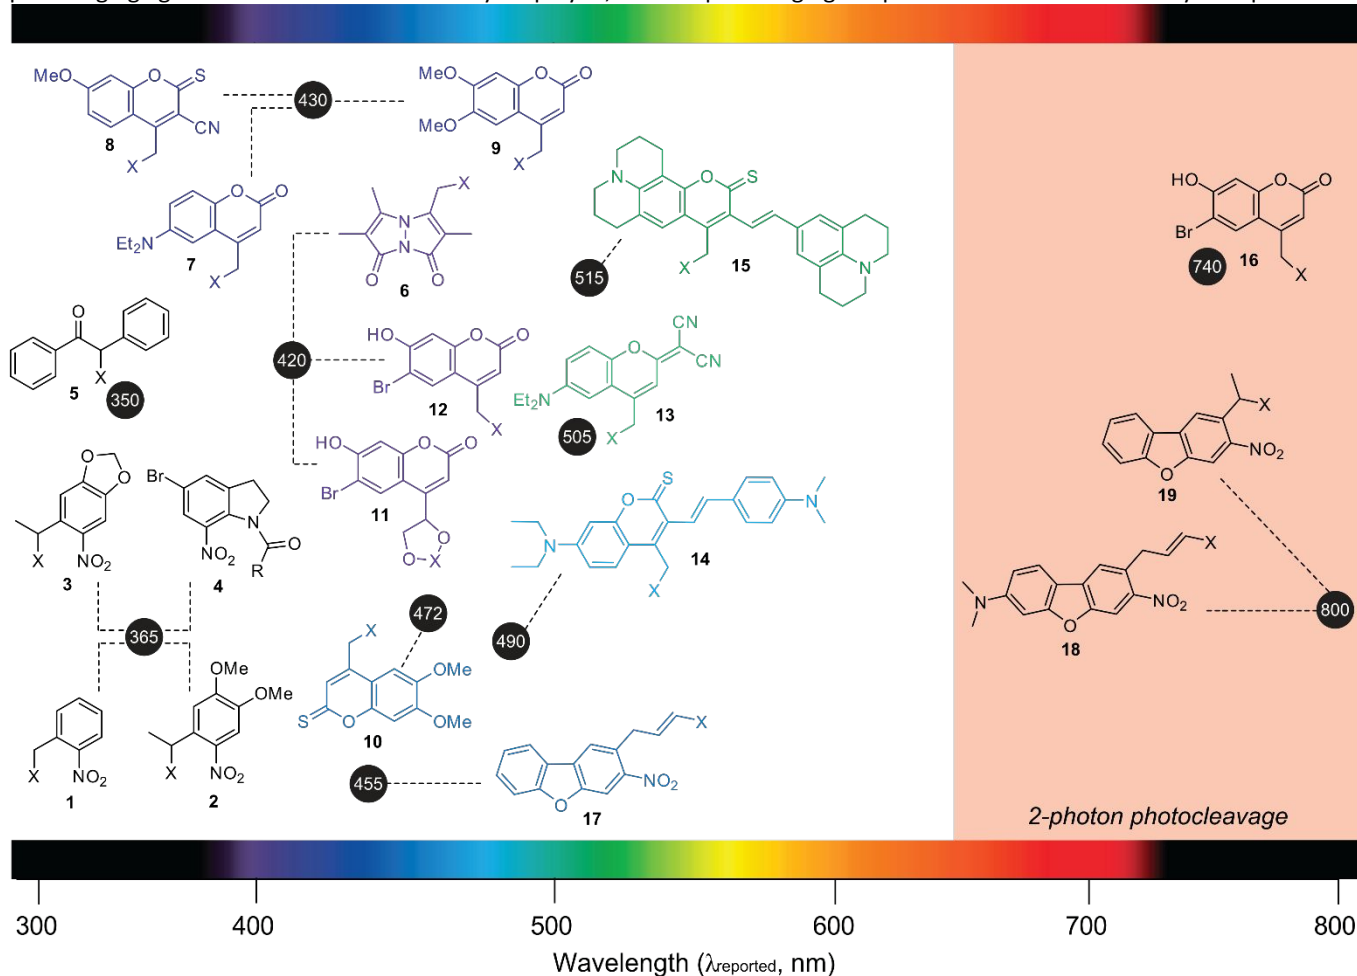 MeO
O
S
CN
X
8
430
MeO
MeO
O
O
X
9
O
O
Et₂N
X
7
X
N
N
O
O
6
N
O
S
X
N
15
515
HO
Br
O
O
X
16
740
O
X
5
350
420
HO
Br
O
O
X
12
CN
CN
O
Et₂N
X
13
505
X
NO₂
O
19
O
O
X
NO₂
3
Br
N
NO₂
O
R
4
HO
Br
O
O
O
O
X
11
S
O
N
N
X
14
490
X
NO₂
N
O
18
800
365
472
X
NO₂
1
OMe
OMe
X
NO₂
2
X
OMe
OMe
S
O
10
455
X
NO₂
O
17
2-photon photocleavage
300 400 500 600 700 800
Wavelength (λreported, nm)